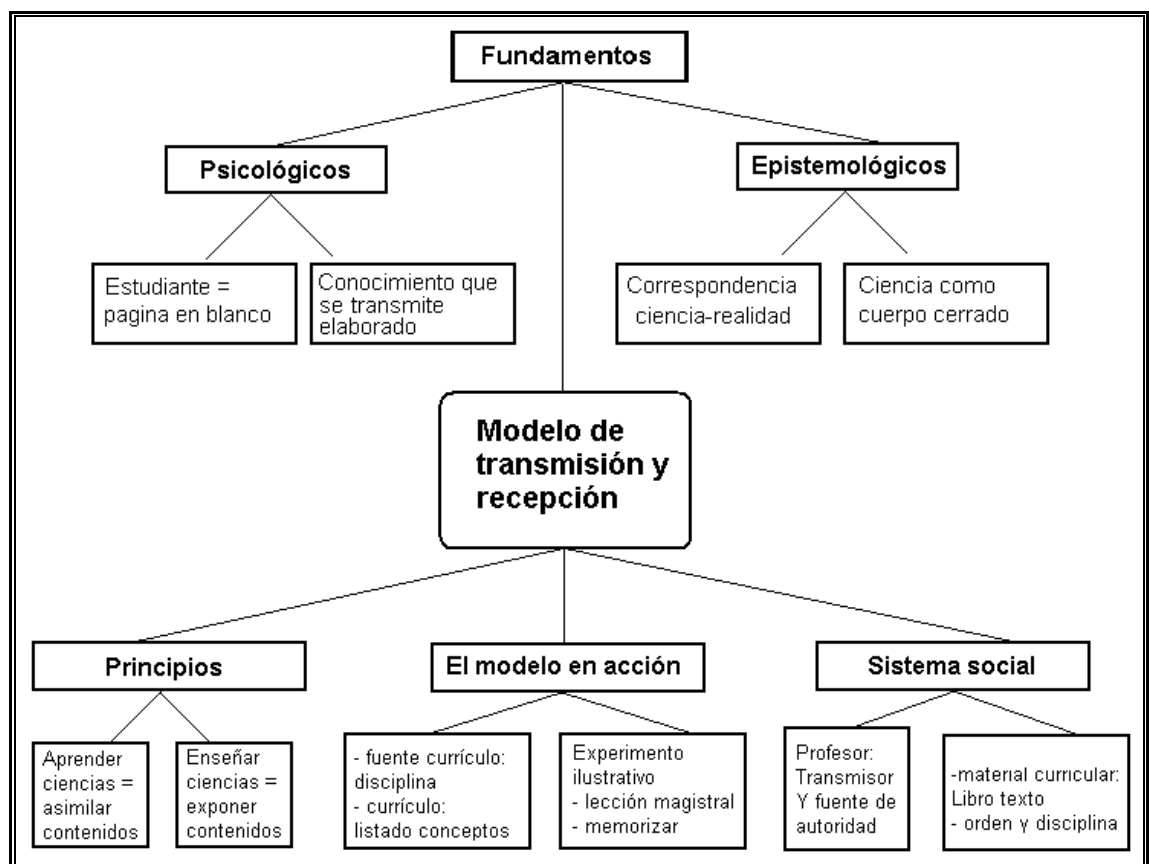 Fundamentos
Psicológicos
Epistemológicos
Estudiante =
pagina en blanco
Conocimiento que
se transmite
elaborado
Correspondencia
ciencia-realidad
Ciencia como
cuerpo cerrado
Modelo de
transmisión y
recepción
Principios
El modelo en acción
Sistema social
Aprender
ciencias =
asimilar
contenidos
Enseñar
ciencias =
exponer
contenidos
- fuente currículo:
disciplina
- currículo:
listado conceptos
Experimento
ilustrativo
- lección magistral
- memorizar
Profesor:
Transmisor
Y fuente de
autoridad
-material curricular:
Libro texto
- orden y disciplina